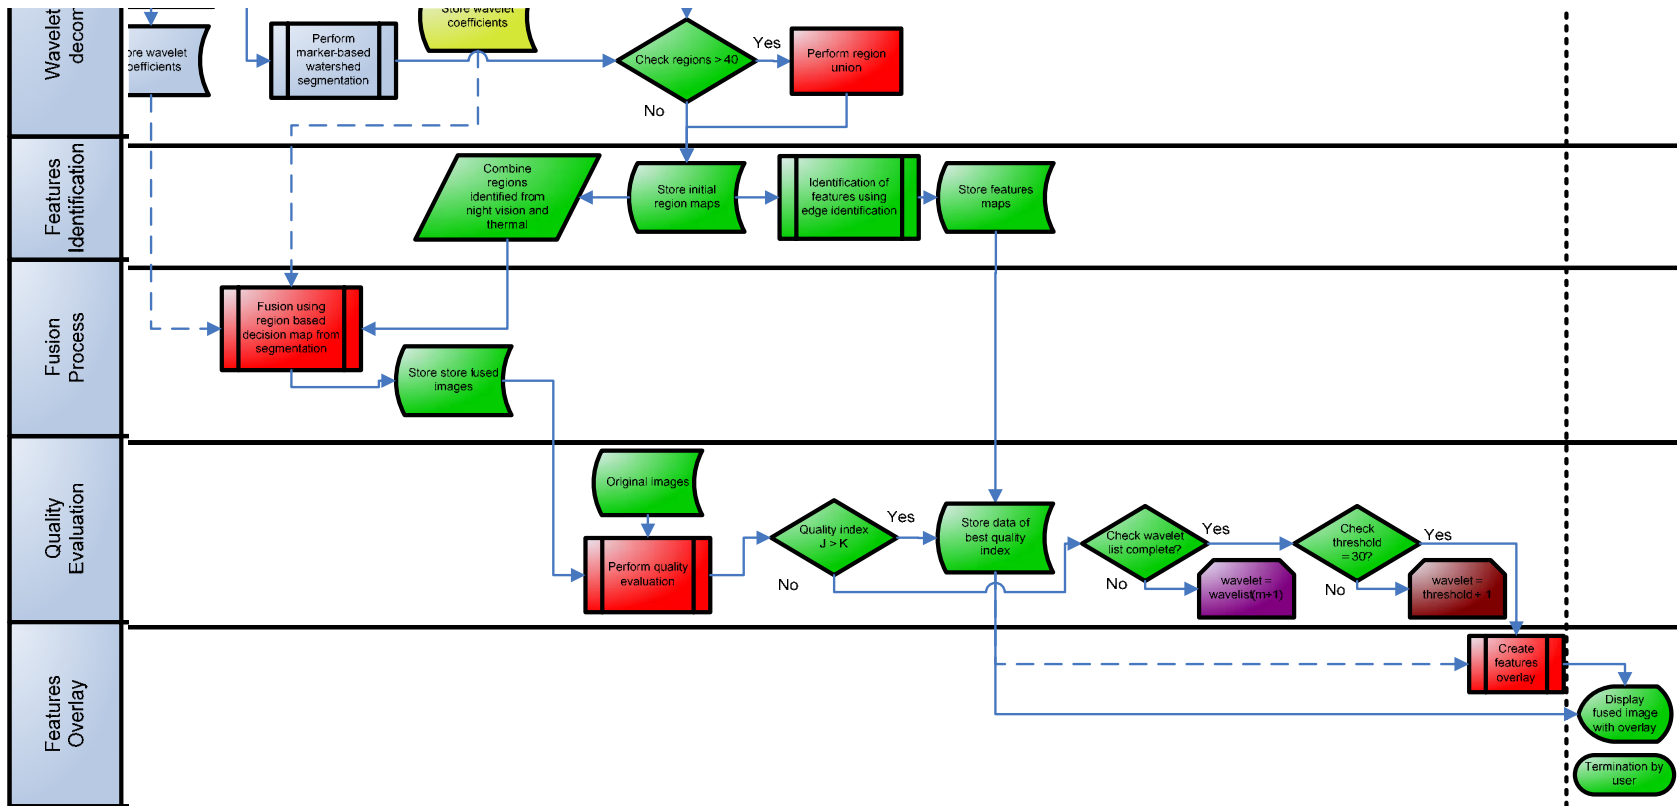 Wavelet
decom
ore wavelet
oefficients
Perform
marker-based
watershed
segmentation
Store wavelet
coefficients
Check regions > 40
Yes
No
Perform region
union
Features
Identification
Combine
regions
identified from
night vision and
thermal
Store initial
region maps
Identification of
features using
edge identification
Store features
maps
Fusion
Process
Fusion using
region based
decision map from
segmentation
Store store fused
images
Quality
Evaluation
Original images
Perform quality
evaluation
Quality index
J > K
Yes
No
Store data of
best quality
index
Check wavelet
list complete?
Yes
No
wavelet =
wavelist(m+1)
Check
threshold
= 30?
Yes
No
wavelet =
threshold + 1
Features
Overlay
Create
features
overlay
Display
fused image
with overlay
Termination by
user